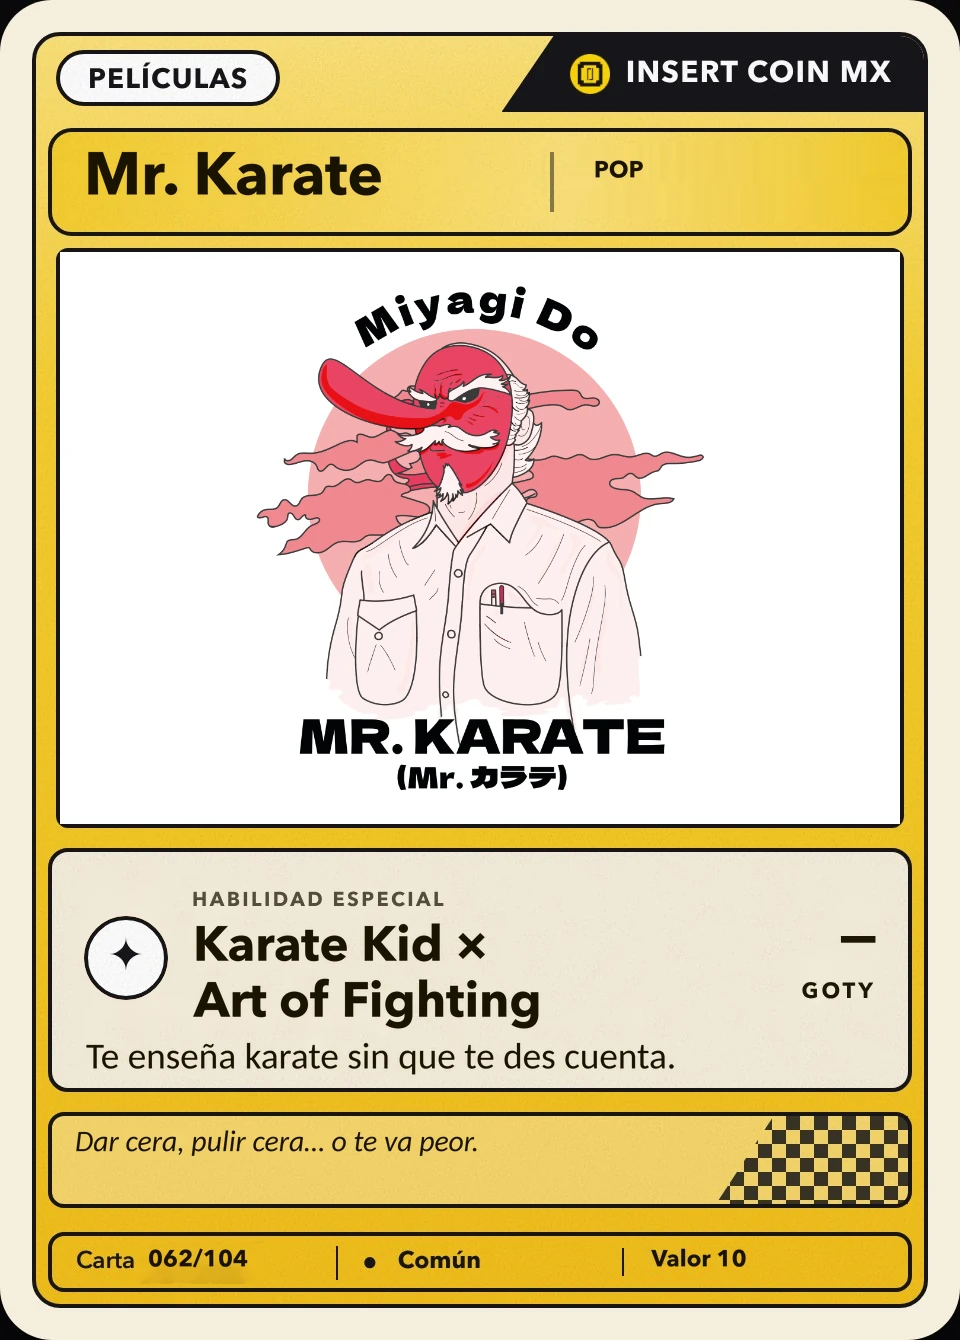 PELÍCULAS
INSERT COIN MX
Mr. Karate
POP
Miyagi Do
MR. KARATE
(Mr. カラテ)
HABILIDAD ESPECIAL
Karate Kid ×
Art of Fighting
—
GOTY
Te enseña karate sin que te des cuenta.
Dar cera, pulir cera... o te va peor.
Carta 062/104
• Común
Valor 10